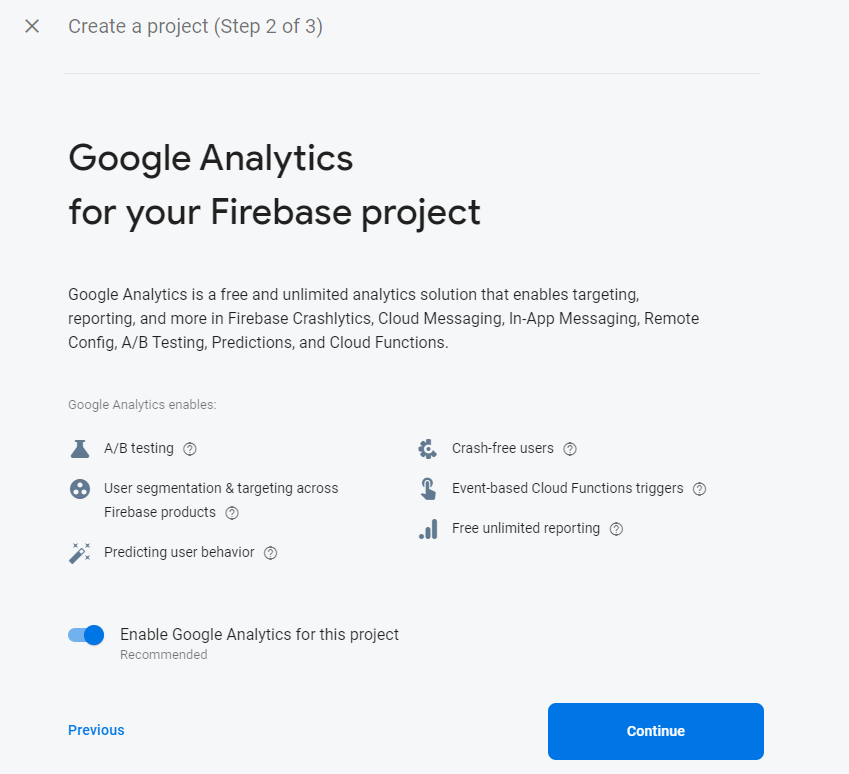 Create a project (Step 2 of 3)
Google Analytics
for your Firebase project
Google Analytics is a free and unlimited analytics solution that enables targeting,
reporting, and more in Firebase Crashlytics, Cloud Messaging, In-App Messaging, Remote
Config, A/B Testing, Predictions, and Cloud Functions.
Google Analytics enables:
A/B testing
User segmentation & targeting across
Firebase products
Predicting user behavior
Crash-free users
Event-based Cloud Functions triggers
Free unlimited reporting
Enable Google Analytics for this project
Recommended
Previous
Continue